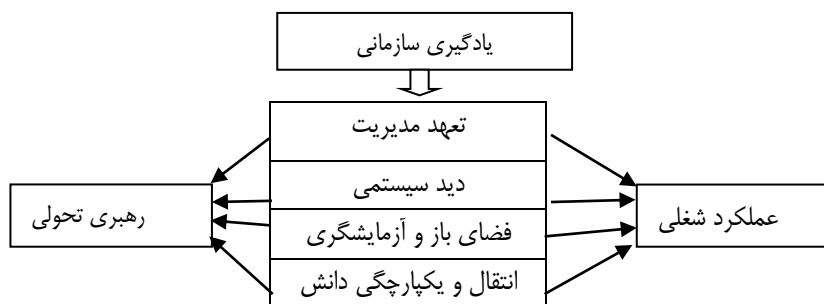 یادگیری سازمانی
تعهد مدیریت
دید سیستمی
رهبری تحولی
عملکرد شغلی
فضای باز و آزمایشگری
انتقال و یکپارچگی دانش